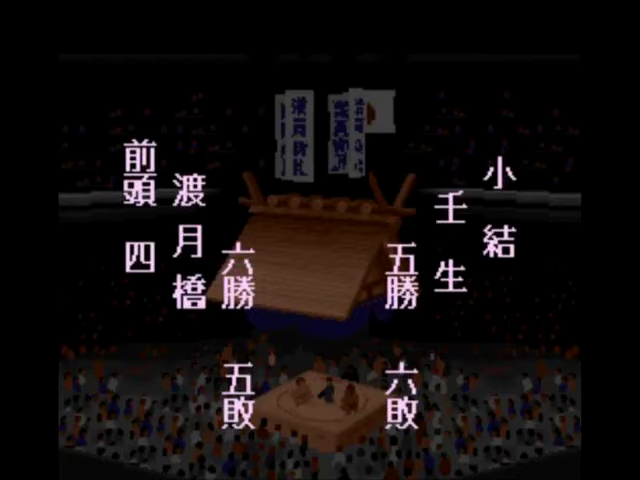 小結
壬生
五勝 六敗
前頭 四
渡月橋
六勝 五敗